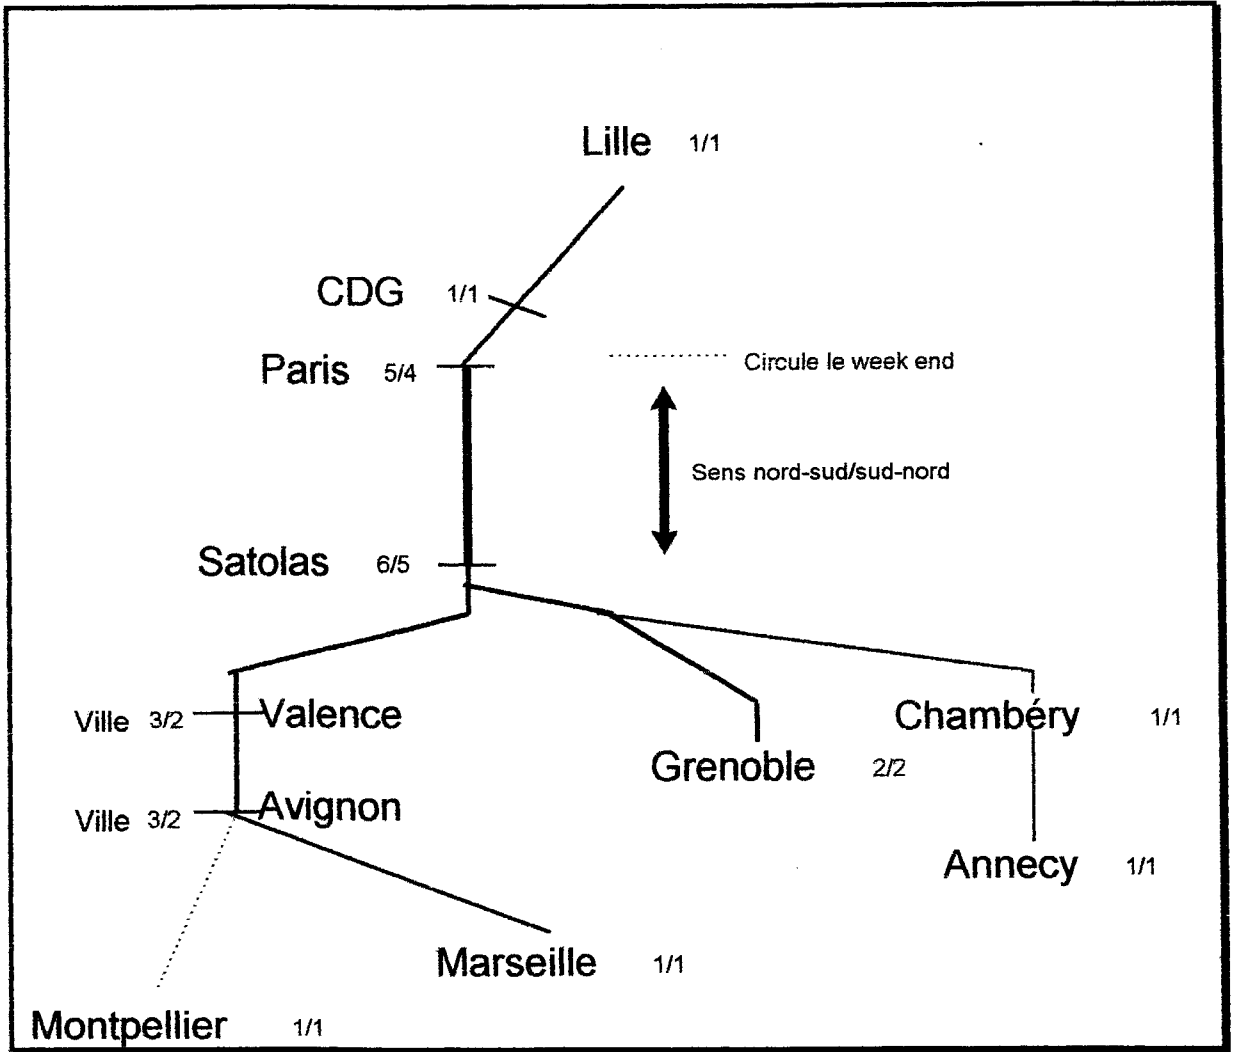 Lille 1/1
CDG 1/1
Paris 5/4
Circule le week end
Sens nord-sud/sud-nord
Satolas 6/5
Ville 3/2 Valence
Chambéry 1/1
Grenoble 2/2
Ville 3/2 Avignon
Annecy 1/1
Marseille 1/1
Montpellier 1/1